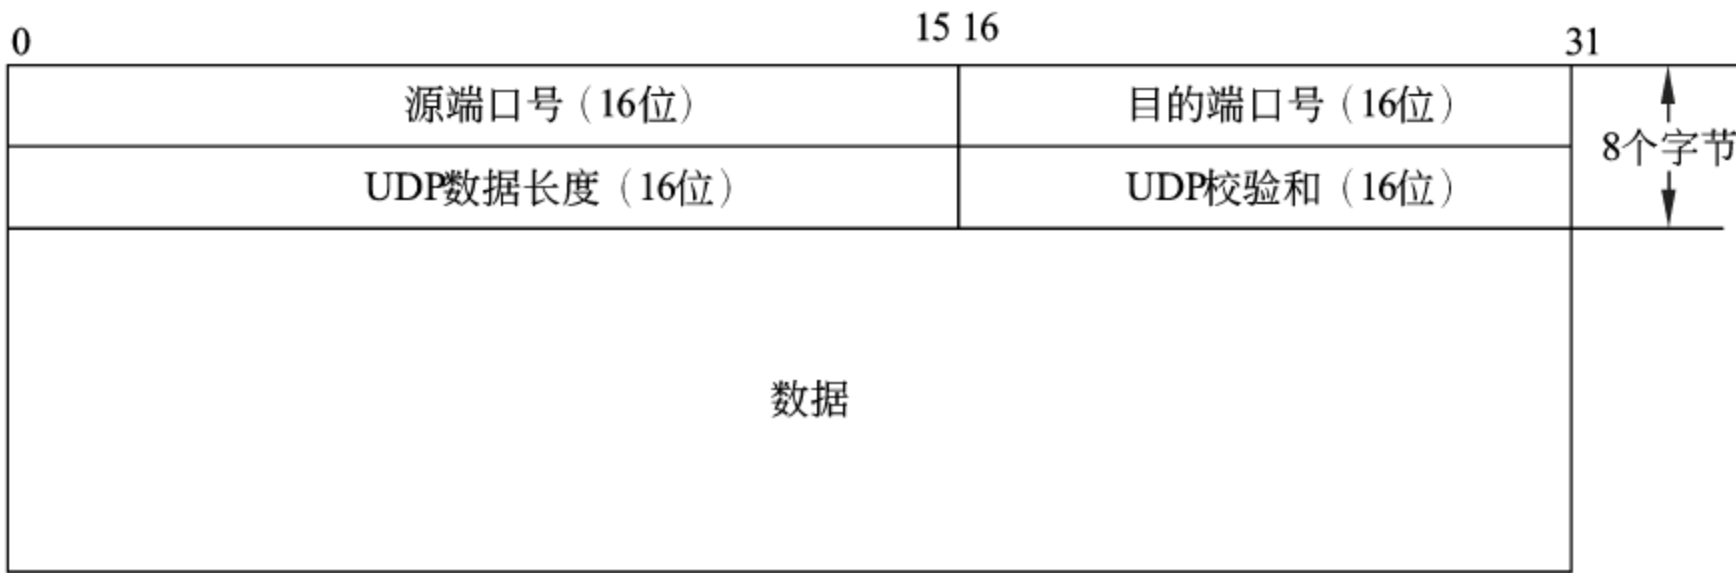 0 15 16 31
源端口号（16位） 目的端口号（16位）
8个字节
UDP数据长度（16位） UDP校验和（16位）
数据